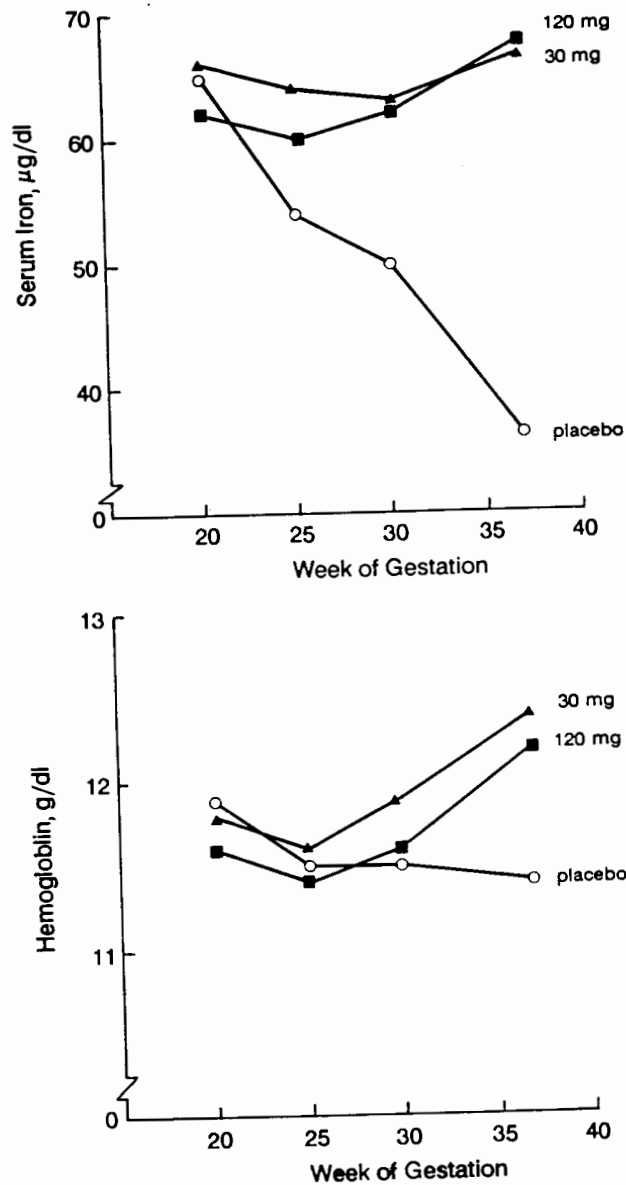 70
120 mg
30 mg
60
Serum Iron, µg/dl
50
40
placebo
0
20 25 30 35 40
Week of Gestation
13
30 mg
120 mg
12
Hemogloblin, g/dl
placebo
11
0
20 25 30 35 40
Week of Gestation